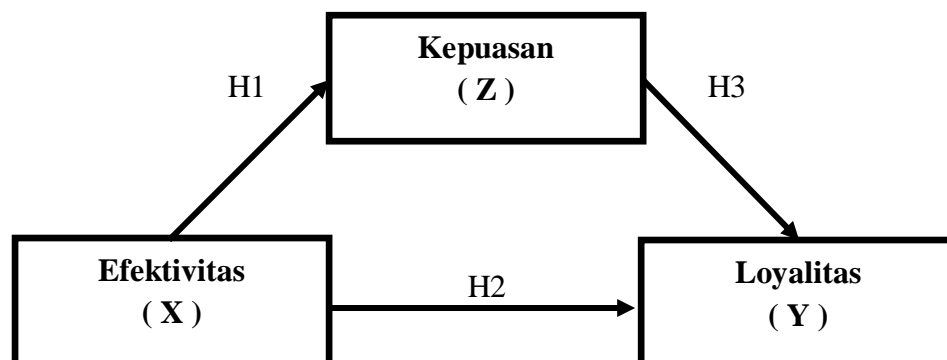 Kepuasan
( Z )
H1
H3
Efektivitas
( X )
H2
Loyalitas
( Y )